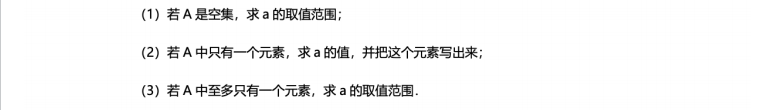 （1）若 A 是空集，求 a 的取值范围；
（2）若 A 中只有一个元素，求 a 的值，并把这个元素写出来；
（3）若 A 中至多只有一个元素，求 a 的取值范围．